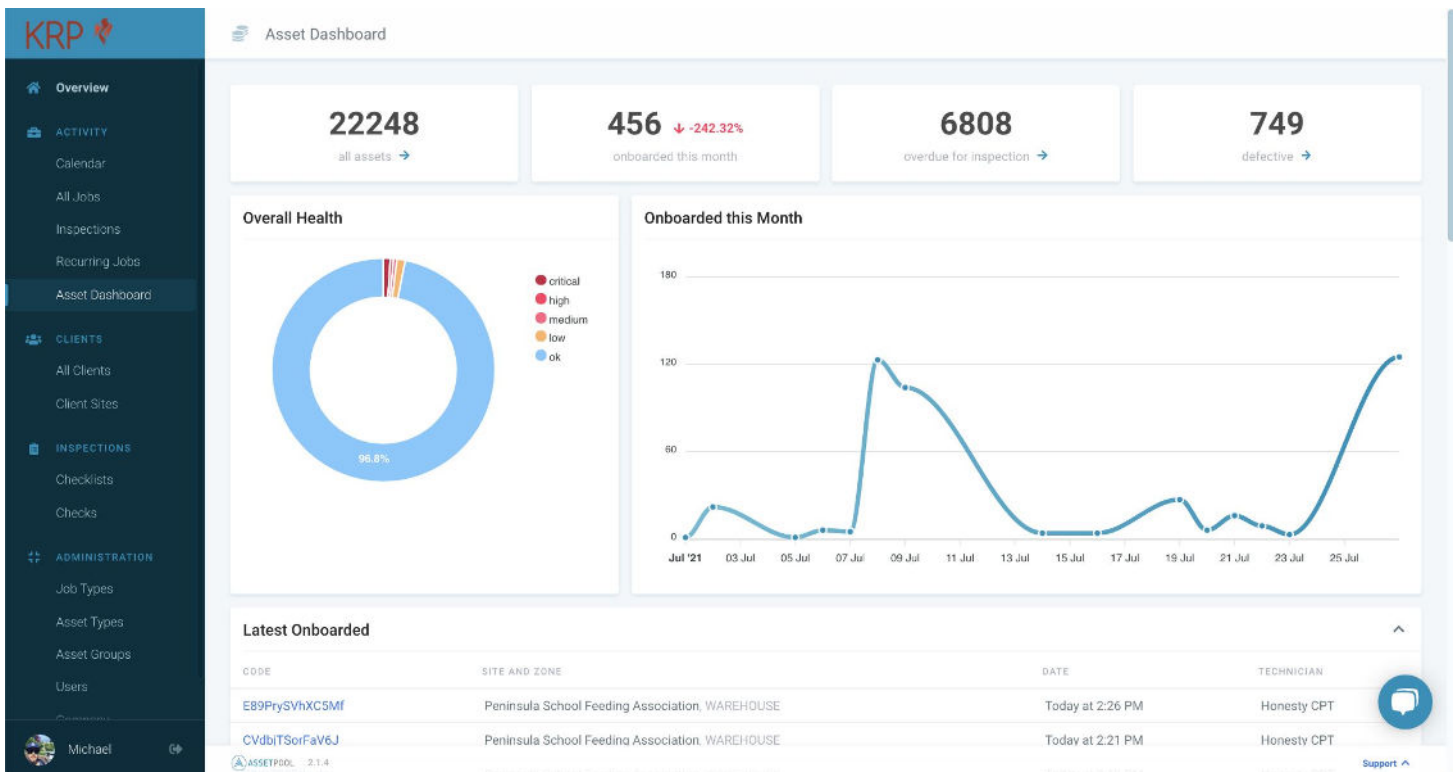 KRP
Asset Dashboard
Overview
ACTIVITY
Calendar
All Jobs
Inspections
Recurring Jobs
Asset Dashboard
CLIENTS
All Clients
Client Sites
INSPECTIONS
Checklists
Checks
ADMINISTRATION
Job Types
Asset Types
Asset Groups
Users
Company
Michael
22248
all assets →
456 ↓ -242.32%
onboarded this month
6808
overdue for inspection →
749
defective →
Overall Health
96.8%
critical
high
medium
low
ok
Onboarded this Month
180
120
60
0
Jul '21 03 Jul 05 Jul 07 Jul 09 Jul 11 Jul 13 Jul 15 Jul 17 Jul 19 Jul 21 Jul 23 Jul 25 Jul
Latest Onboarded
CODE SITE AND ZONE DATE TECHNICIAN
E89PrySVhXC5Mf Peninsula School Feeding Association, WAREHOUSE Today at 2:26 PM Honesty CPT
CVdbjTSorFaV6J Peninsula School Feeding Association, WAREHOUSE Today at 2:21 PM Honesty CPT
ASSETPOOL 2.1.4
Support